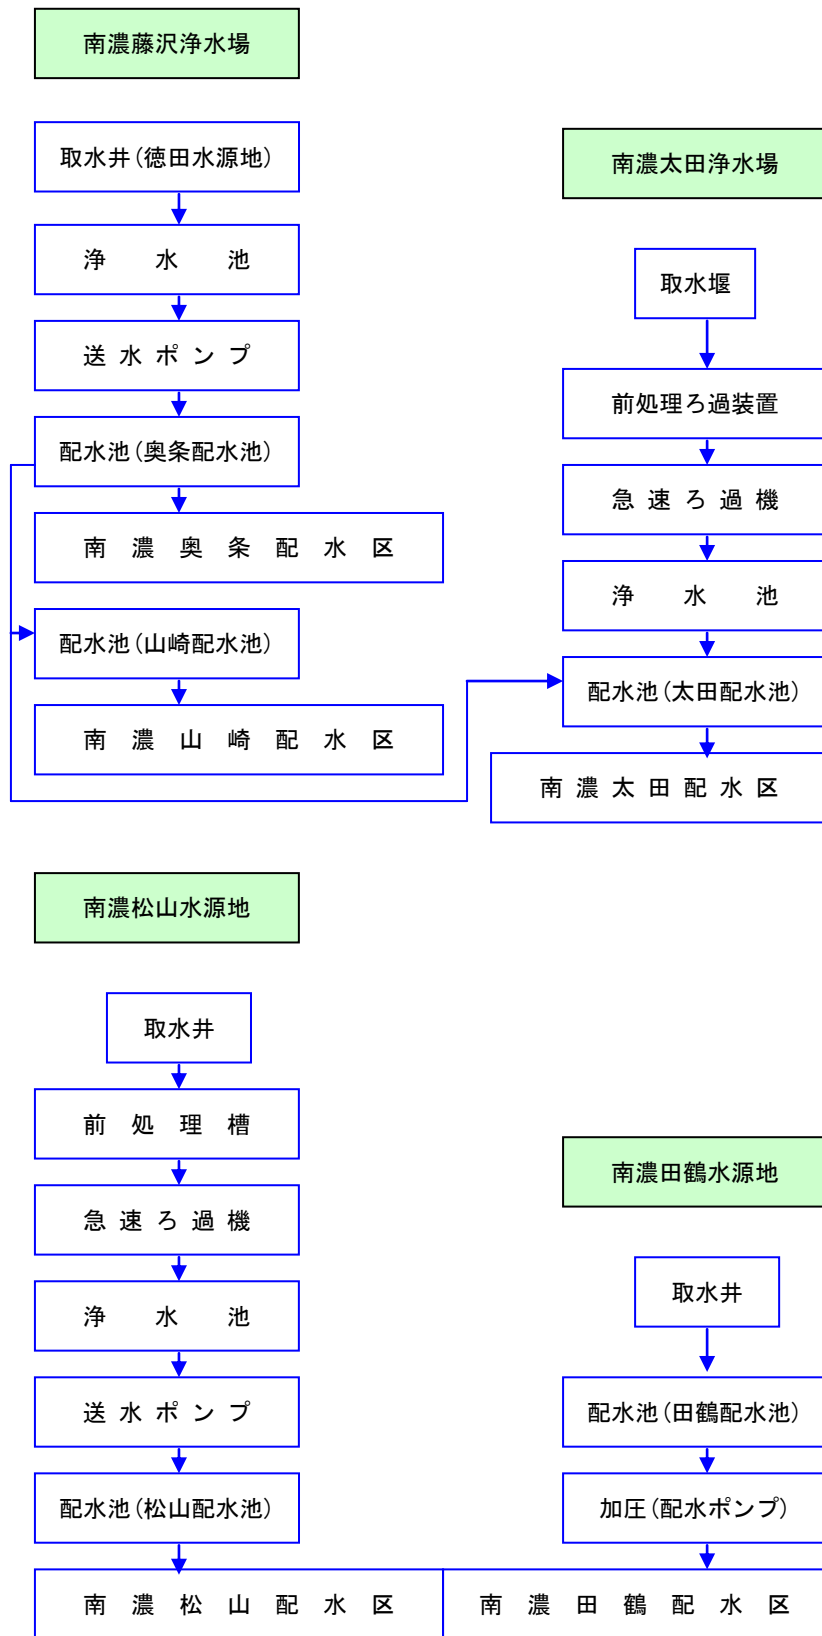 南濃藤沢浄水場
取水井(徳田水源地)
浄水池
送水ポンプ
配水池(奥条配水池)
南濃奥条配水区
配水池(山崎配水池)
南濃山崎配水区
南濃太田浄水場
取水堰
前処理ろ過装置
急速ろ過機
浄水池
配水池(太田配水池)
南濃太田配水区
南濃松山水源地
取水井
前処理槽
急速ろ過機
浄水池
送水ポンプ
配水池(松山配水池)
南濃松山配水区
南濃田鶴水源地
取水井
配水池(田鶴配水池)
加圧(配水ポンプ)
南濃田鶴配水区